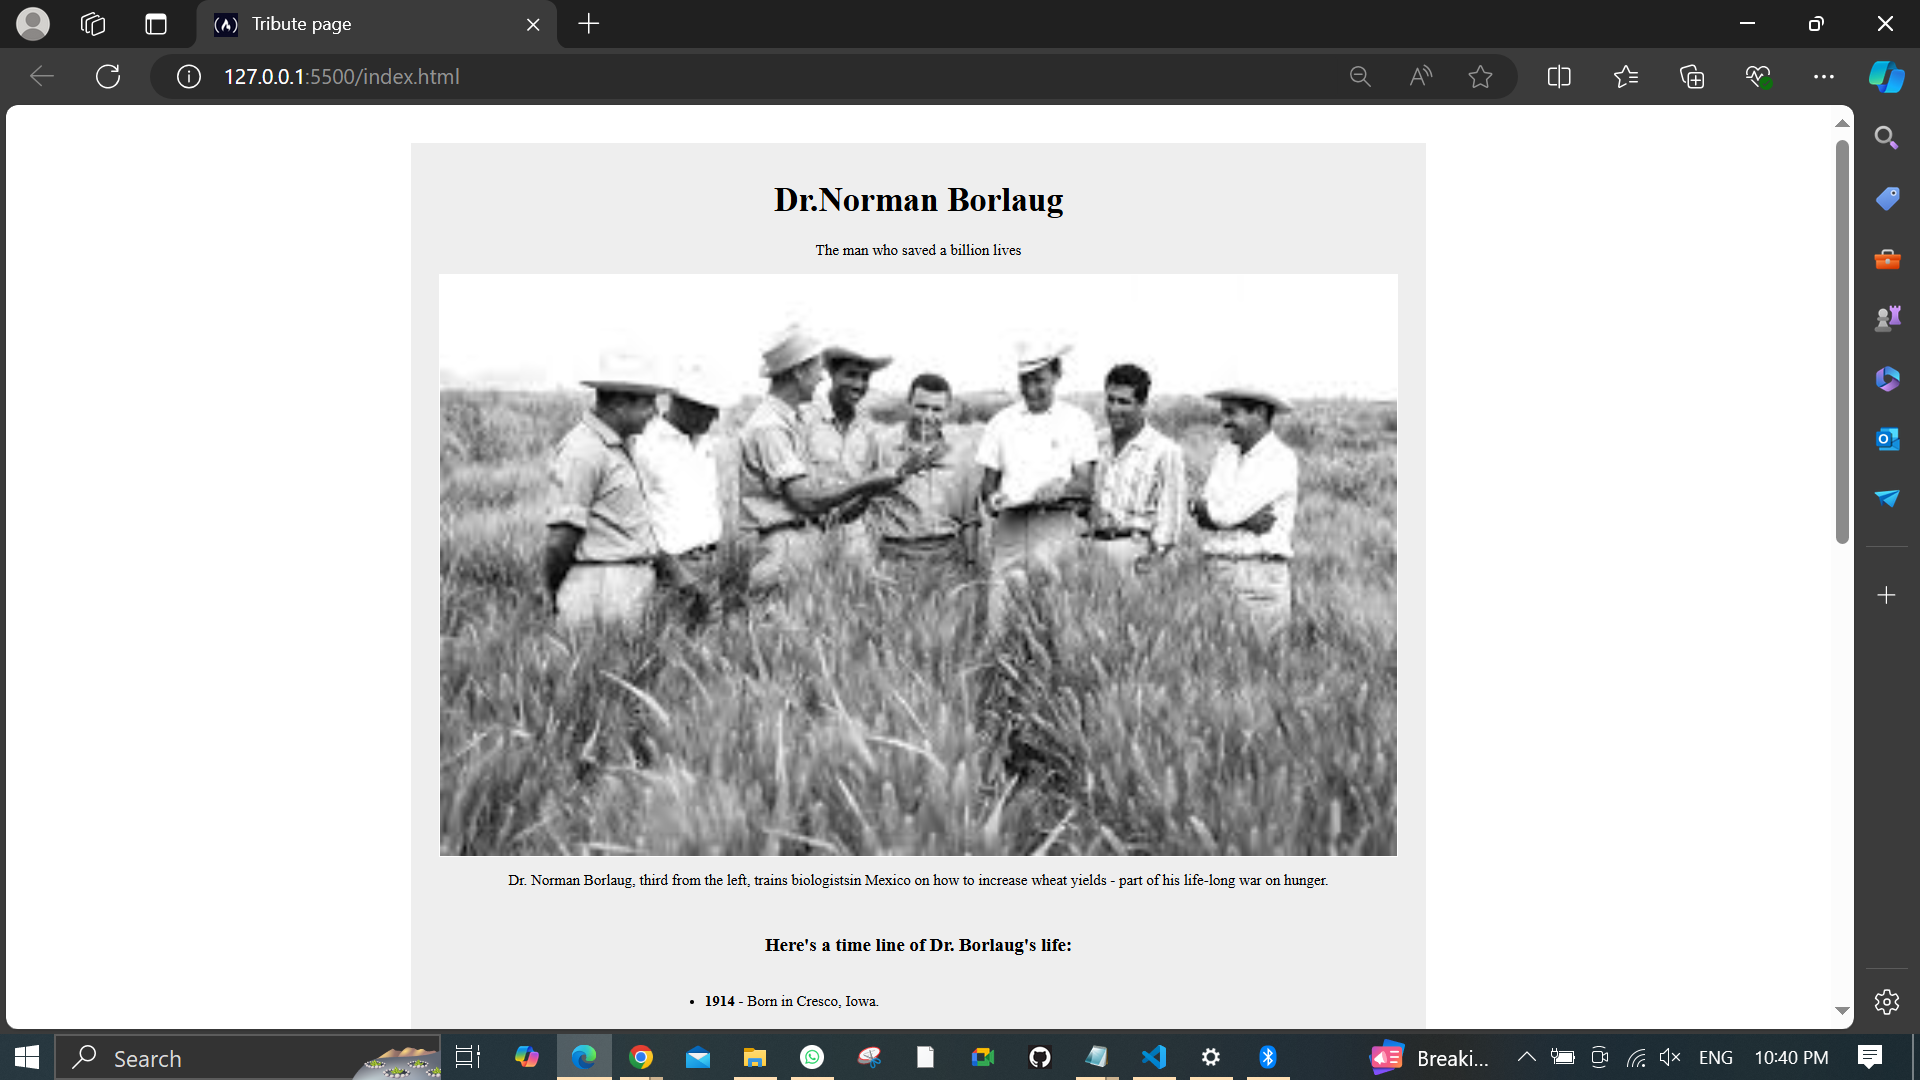 Tribute page
127.0.0.1:5500/index.html
Dr.Norman Borlaug
The man who saved a billion lives
Dr. Norman Borlaug, third from the left, trains biologistsin Mexico on how to increase wheat yields - part of his life-long war on hunger.
Here's a time line of Dr. Borlaug's life:
• 1914 - Born in Cresco, Iowa.
Search
Breaki...
ENG
10:40 PM